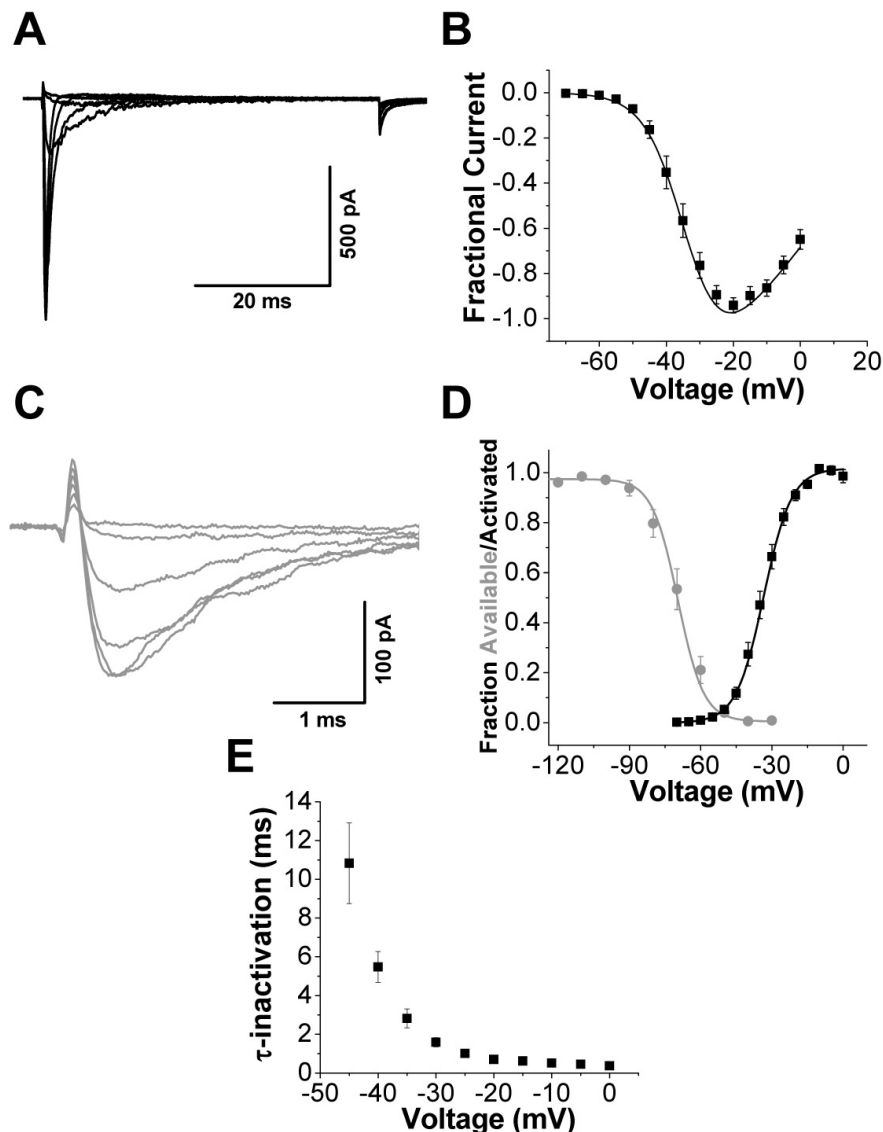 A
500 pA
20 ms
B
Fractional Current
0.0
-0.2
-0.4
-0.6
-0.8
-1.0
-60 -40 -20 0 20
Voltage (mV)
C
100 pA
1 ms
D
Fraction Available/Activated
1.0
0.8
0.6
0.4
0.2
0.0
-120 -90 -60 -30 0
Voltage (mV)
E
τ-inactivation (ms)
14
12
10
8
6
4
2
0
-50 -40 -30 -20 -10 0
Voltage (mV)